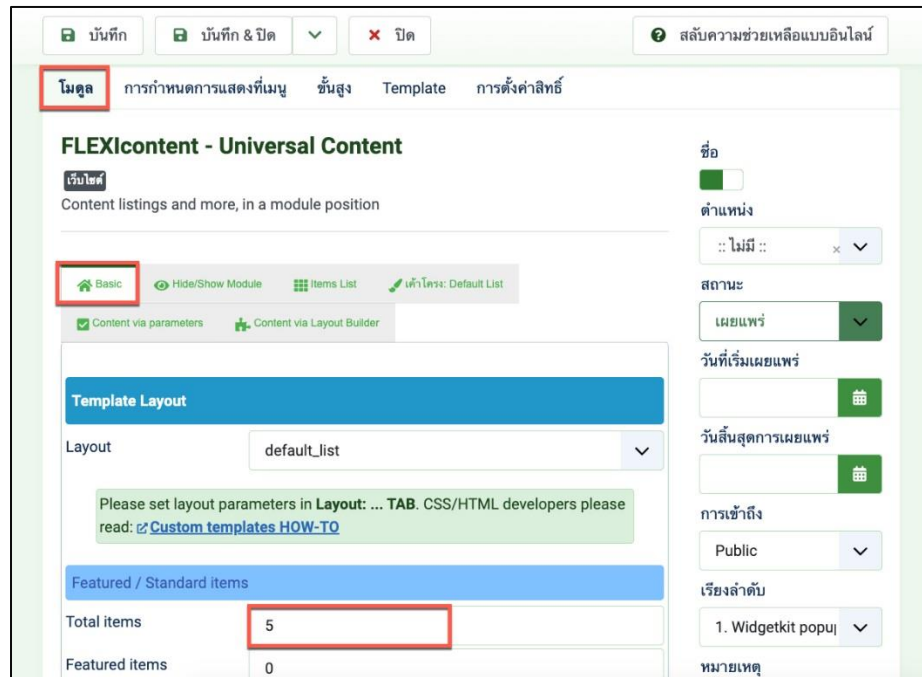 บันทึก บันทึก & ปิด ปิด สลับความช่วยเหลือแบบอินไลน์
โมดูล การกำหนดการแสดงที่เมนู ขั้นสูง Template การตั้งค่าสิทธิ์
FLEXIcontent - Universal Content
เว็บไซต์
Content listings and more, in a module position
Basic Hide/Show Module Items List เค้าโครง: Default List
Content via parameters Content via Layout Builder
Template Layout
Layout default_list
Please set layout parameters in Layout: ... TAB. CSS/HTML developers please
read: Custom templates HOW-TO
Featured / Standard items
Total items 5
Featured items 0
ชื่อ
ตำแหน่ง
:: ไม่มี :: ×
สถานะ
เผยแพร่
วันที่เริ่มเผยแพร่
วันสิ้นสุดการเผยแพร่
การเข้าถึง
Public
เรียงลำดับ
1. Widgetkit popu
หมายเหตุ